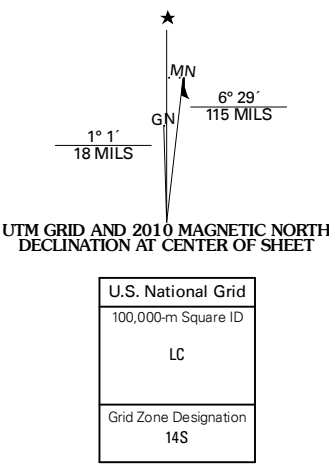 ★
MN
6° 29´
115 MILS
GN
1° 1´
18 MILS
UTM GRID AND 2010 MAGNETIC NORTH
DECLINATION AT CENTER OF SHEET
U.S. National Grid
100,000-m Square ID
LC
Grid Zone Designation
14S